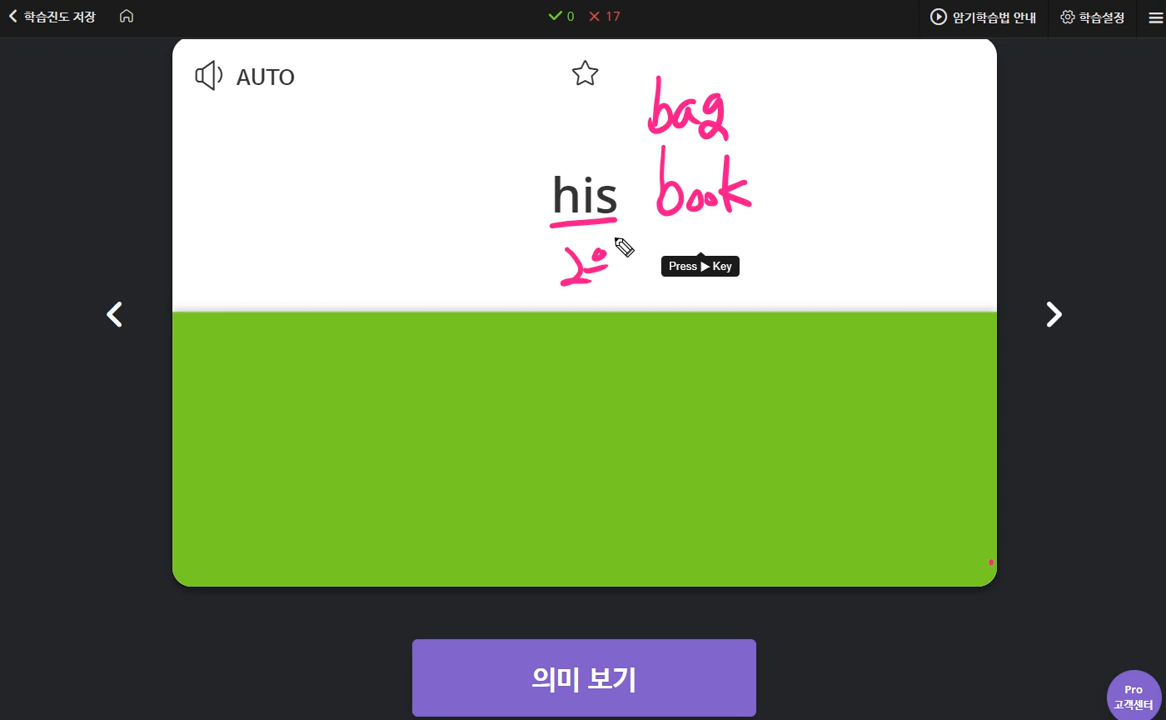 학습진도 저장 0 17 암기학습법 안내 학습설정
AUTO
bag
his book
Press ▶ Key
의미 보기
Pro
고객센터